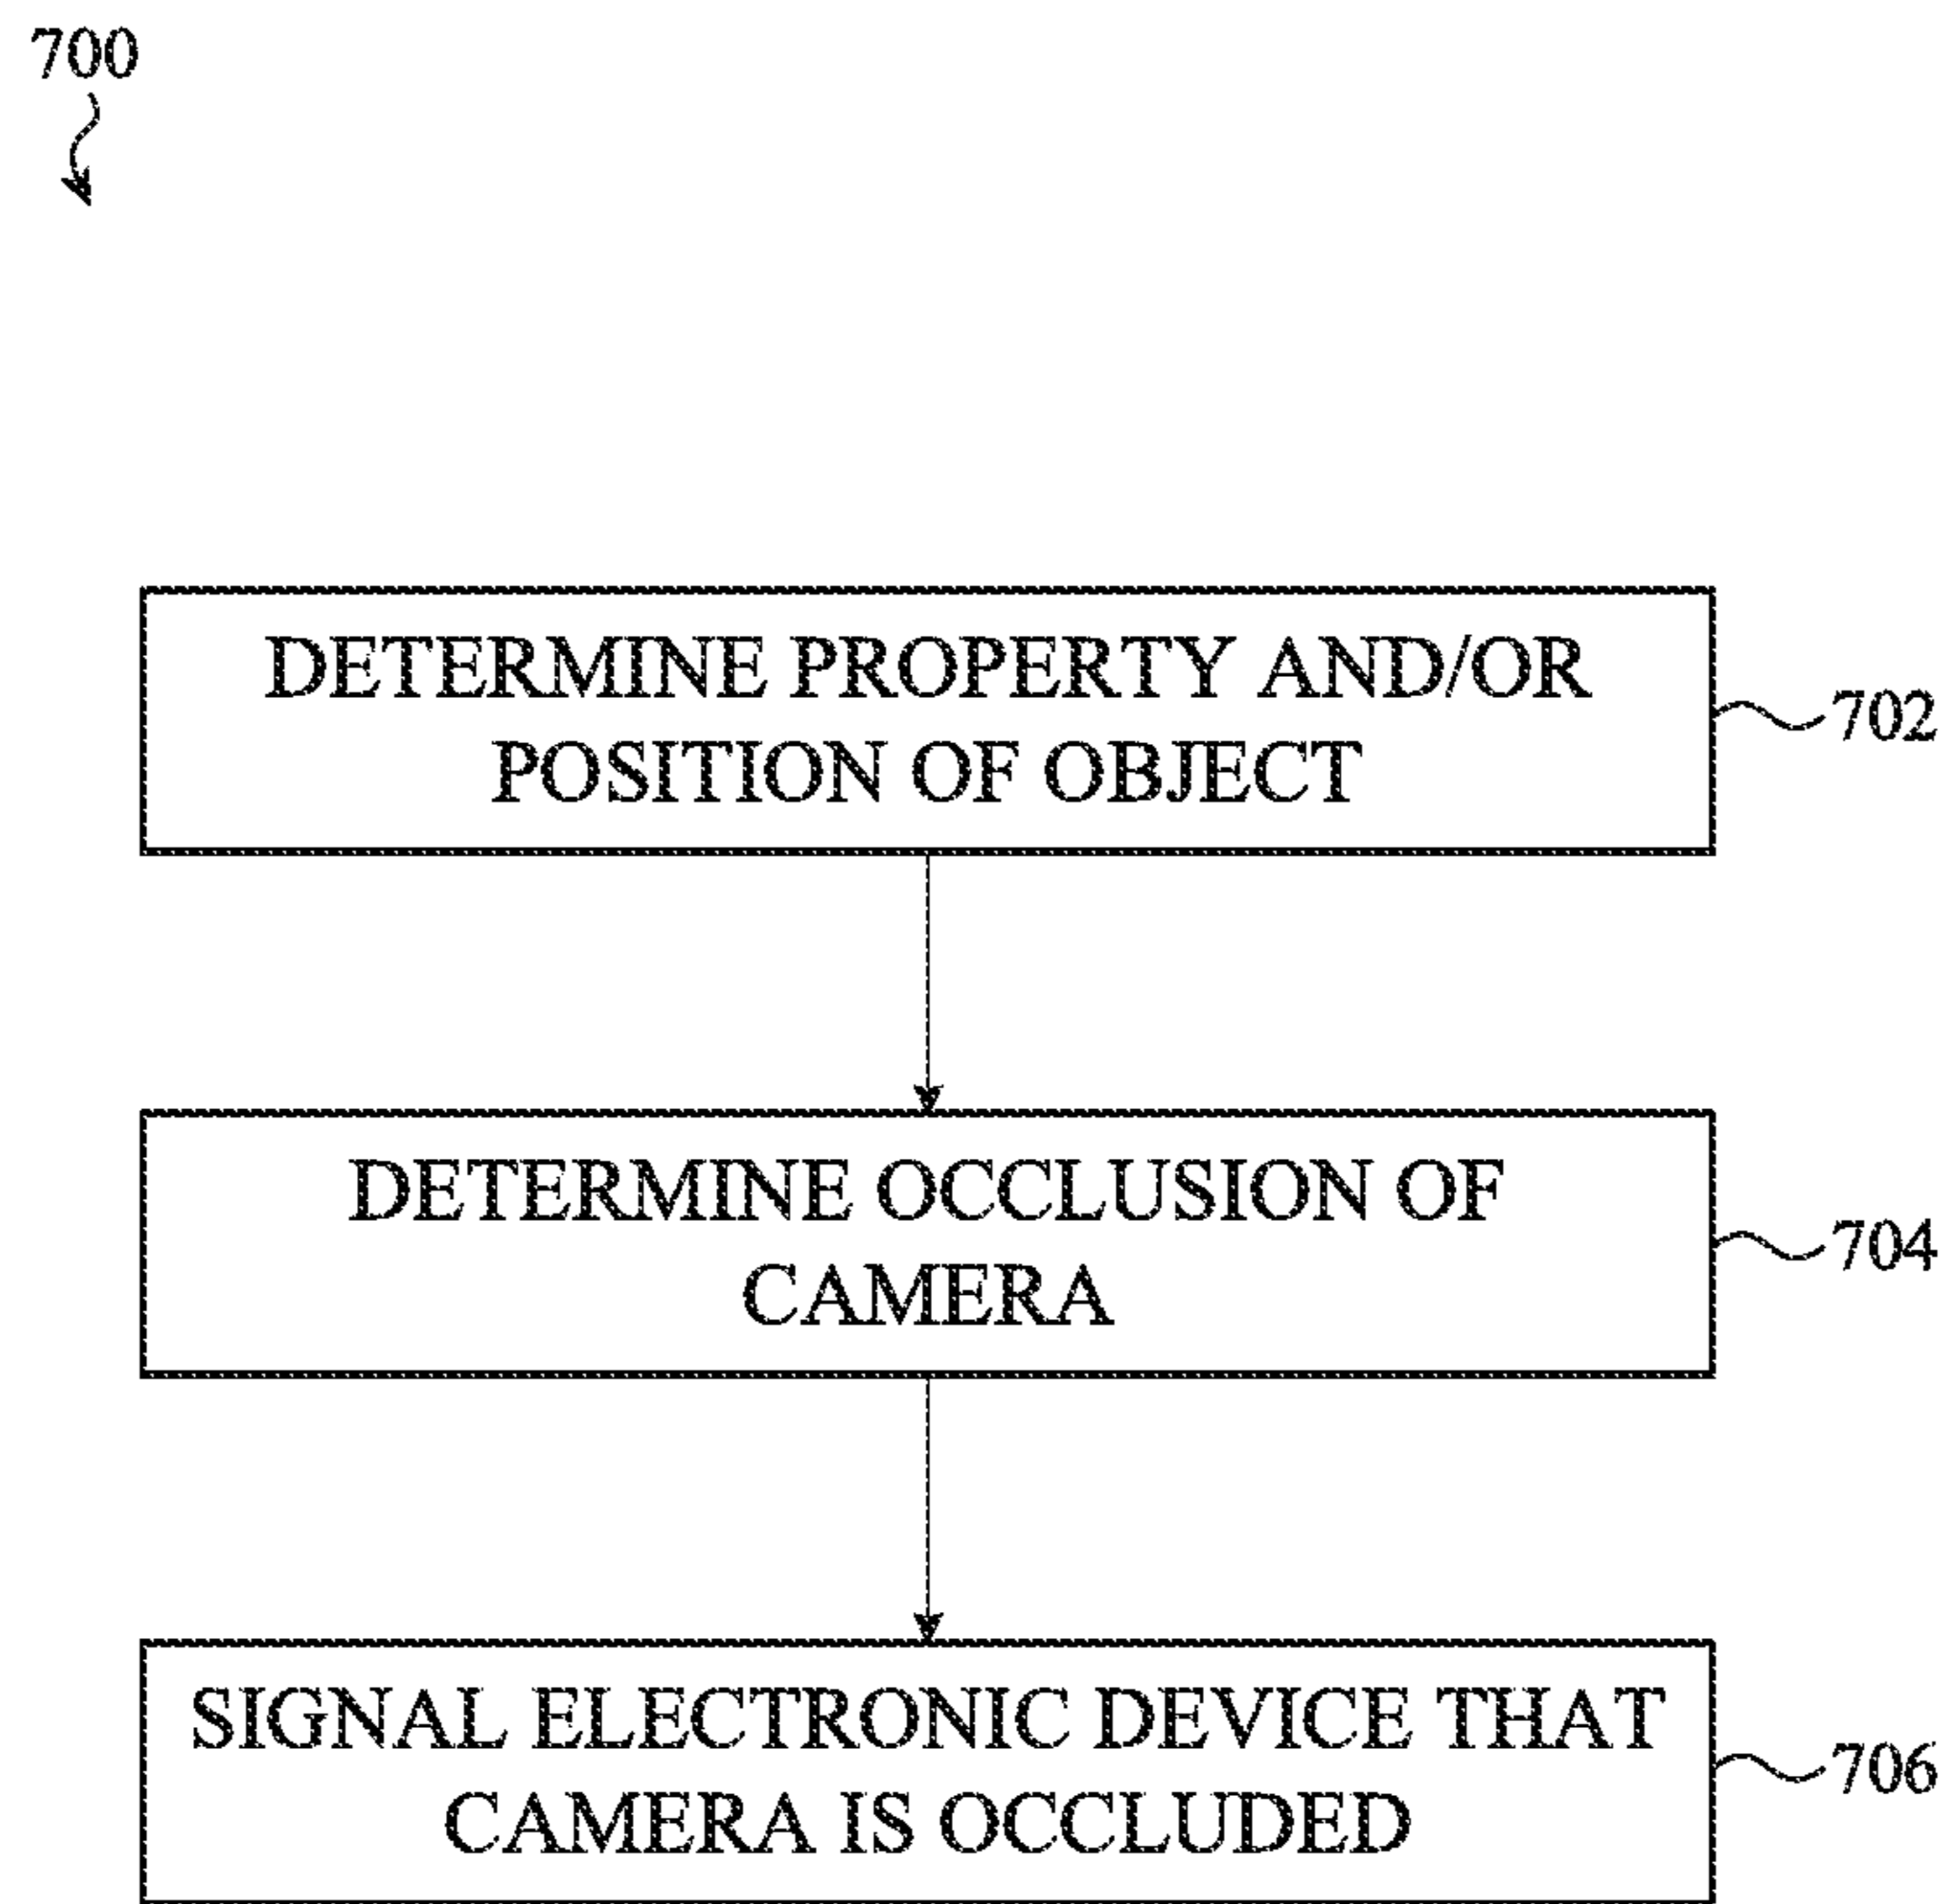 700
DETERMINE PROPERTY AND/OR
POSITION OF OBJECT
702
DETERMINE OCCLUSION OF
CAMERA
704
SIGNAL ELECTRONIC DEVICE THAT
CAMERA IS OCCLUDED
706